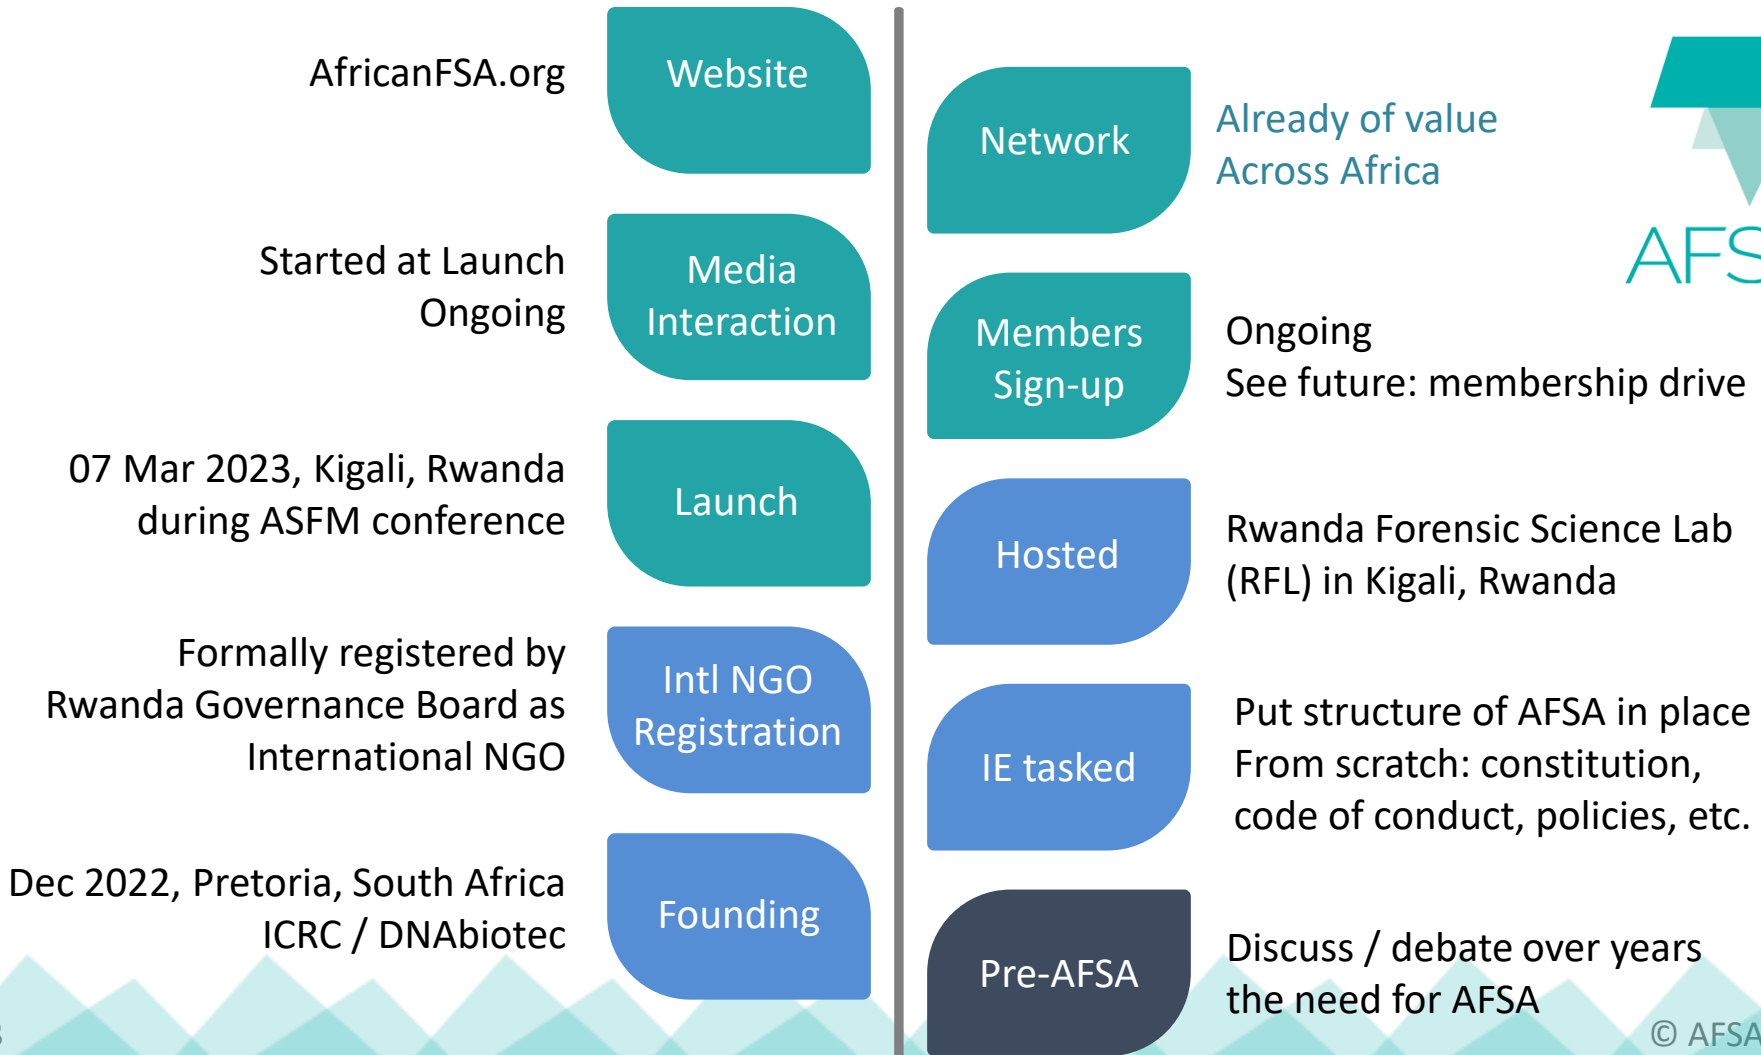 AfricanFSA.org
Website
Started at Launch
Ongoing
Media
Interaction
07 Mar 2023, Kigali, Rwanda
during ASFM conference
Launch
Formally registered by
Rwanda Governance Board as
International NGO
Intl NGO
Registration
Dec 2022, Pretoria, South Africa
ICRC / DNAbiotec
Founding
Network
Already of value
Across Africa
AFS
Members
Sign-up
Ongoing
See future: membership drive
Hosted
Rwanda Forensic Science Lab
(RFL) in Kigali, Rwanda
IE tasked
Put structure of AFSA in place
From scratch: constitution,
code of conduct, policies, etc.
Pre-AFSA
Discuss / debate over years
the need for AFSA
© AFSA